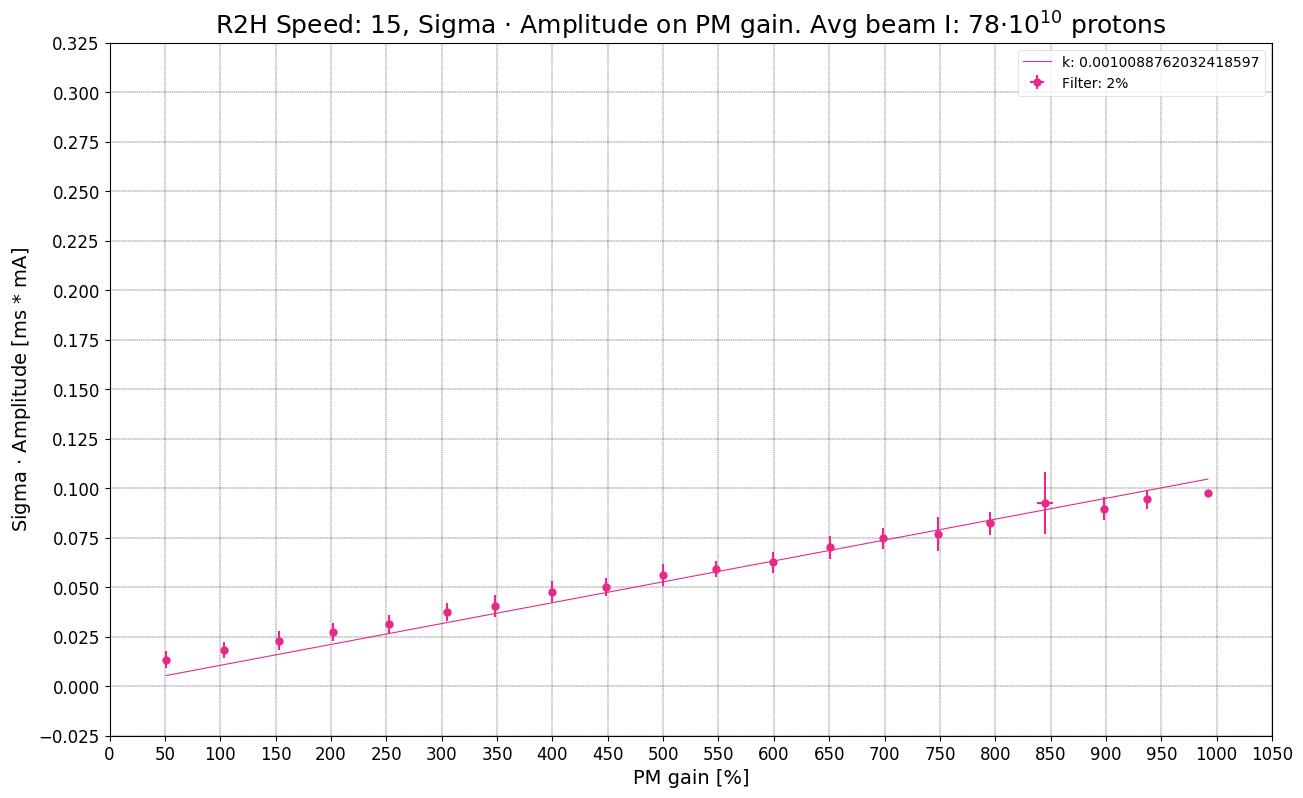 R2H Speed: 15, Sigma · Amplitude on PM gain. Avg beam I: 78·10^10 protons
k: 0.0010088762032418597
Filter: 2%
Sigma · Amplitude [ms * mA]
0.325
0.300
0.275
0.250
0.225
0.200
0.175
0.150
0.125
0.100
0.075
0.050
0.025
0.000
−0.025
0 50 100 150 200 250 300 350 400 450 500 550 600 650 700 750 800 850 900 950 1000 1050
PM gain [%]